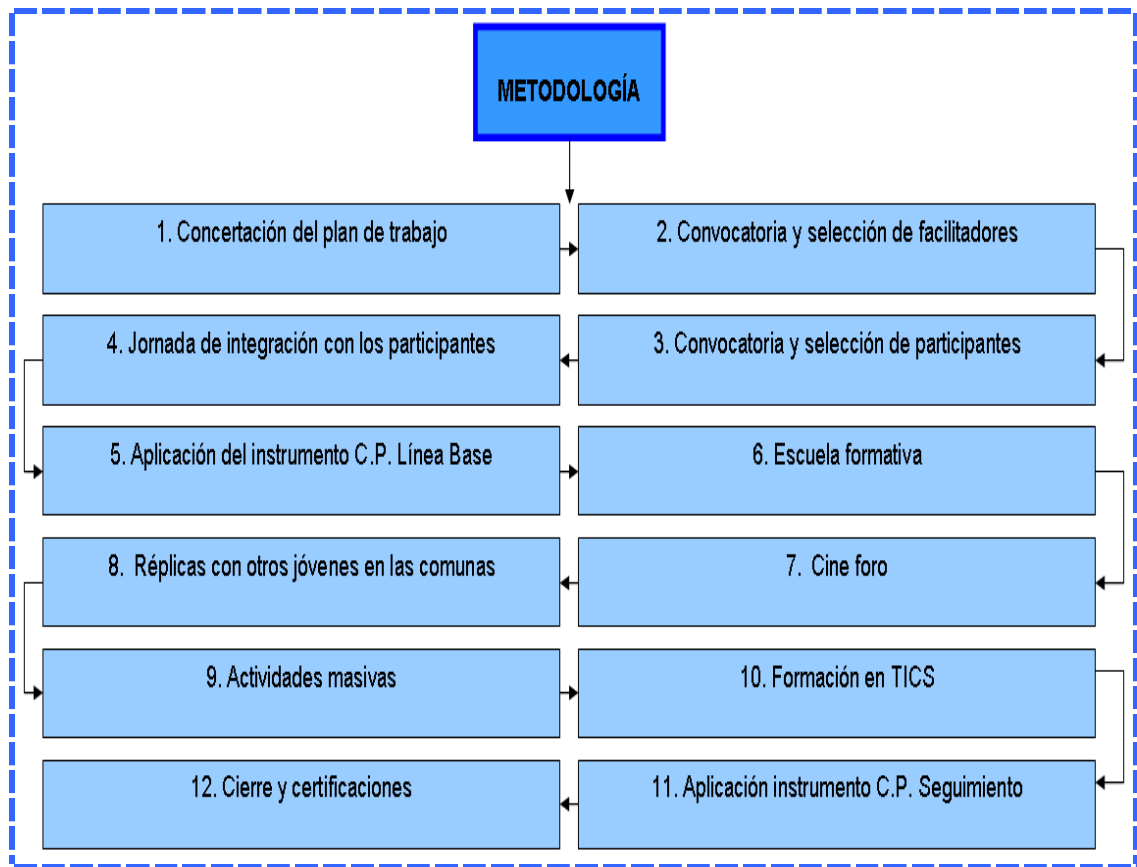 METODOLOGÍA
1. Concertación del plan de trabajo
2. Convocatoria y selección de facilitadores
3. Convocatoria y selección de participantes
4. Jornada de integración con los participantes
5. Aplicación del instrumento C.P. Línea Base
6. Escuela formativa
7. Cine foro
8. Réplicas con otros jóvenes en las comunas
9. Actividades masivas
10. Formación en TICS
11. Aplicación instrumento C.P. Seguimiento
12. Cierre y certificaciones